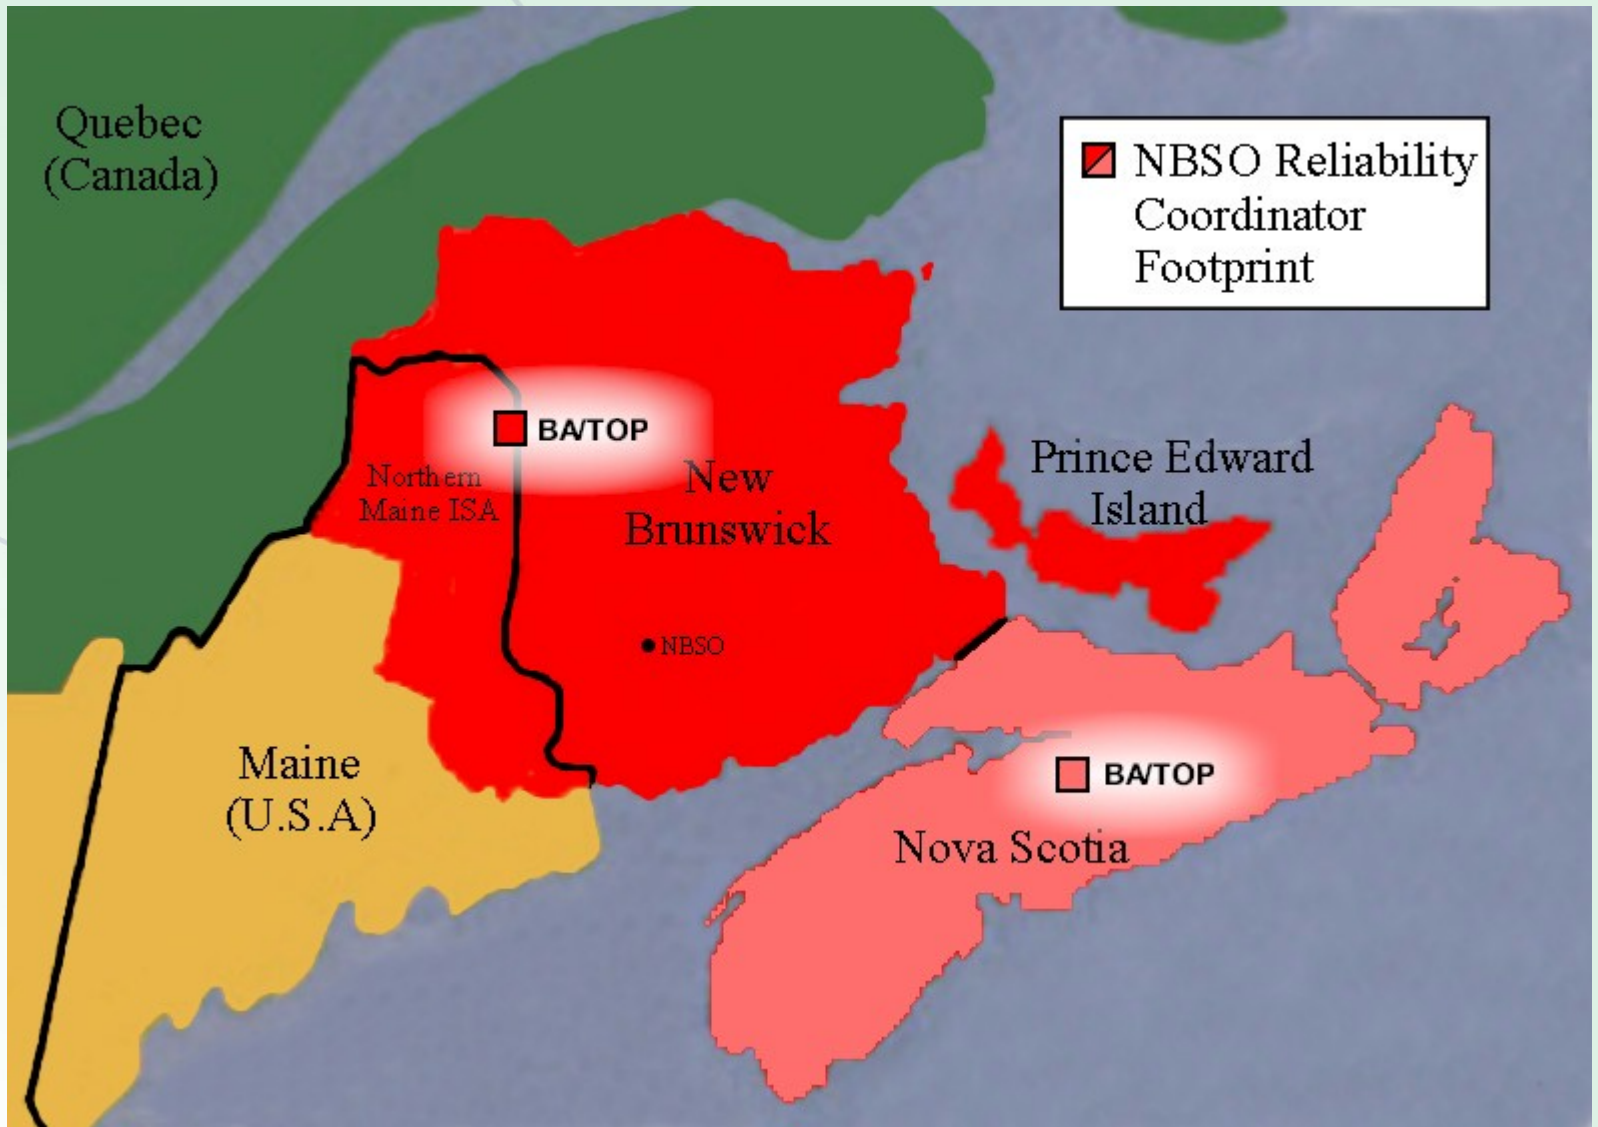 Quebec
(Canada)
NBSO Reliability
Coordinator
Footprint
BA/TOP
Northern
Maine ISA
New
Brunswick
Prince Edward
Island
NBSO
Maine
(U.S.A)
BA/TOP
Nova Scotia